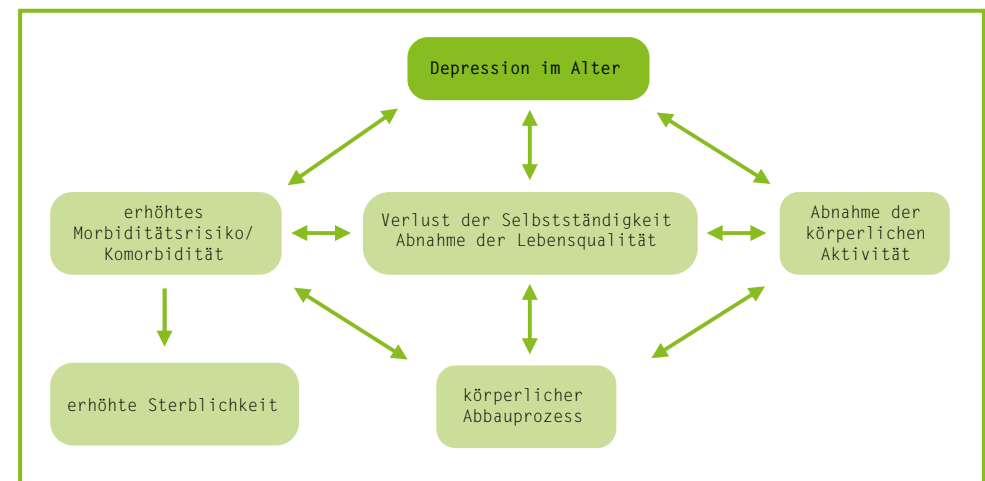 Depression im Alter
erhöhtes
Morbiditätsrisiko/
Komorbidität
Verlust der Selbstständigkeit
Abnahme der Lebensqualität
Abnahme der
körperlichen
Aktivität
erhöhte Sterblichkeit
körperlicher
Abbauprozess